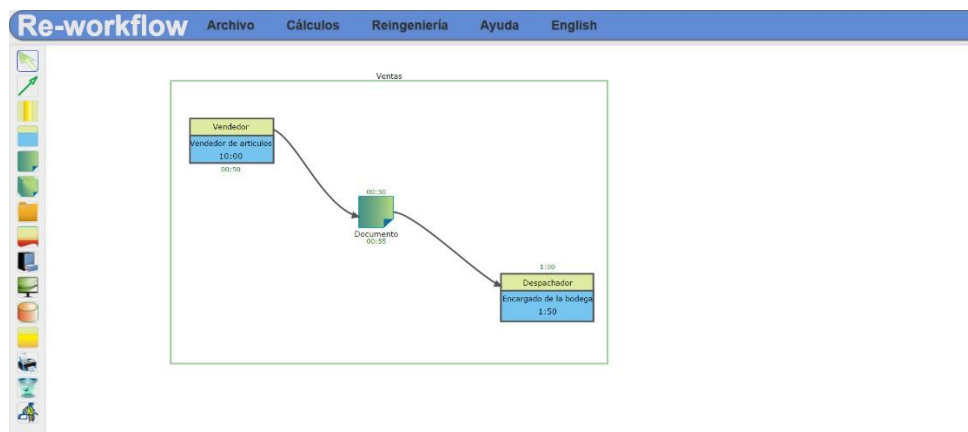 Re-workflow Archivo Cálculos Reingeniería Ayuda English
Ventas
Vendedor
Vendedor de articulos
10:00
00:50
00:50
Documento
00:55
1:00
Despachador
Encargado de la bodega
1:50